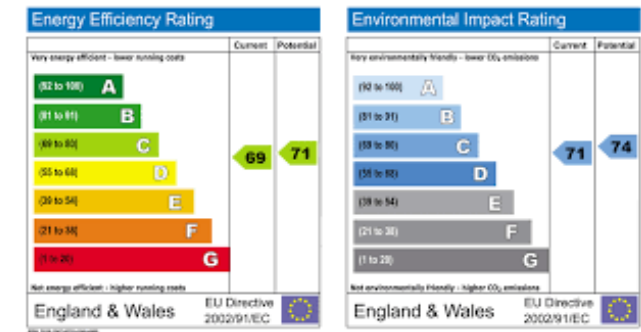 Energy Efficiency Rating
Current Potential
Very energy efficient - lower running costs
(92 to 100) A
(81 to 91) B
(69 to 80) C
(55 to 68) D
(39 to 54) E
(21 to 38) F
(1 to 20) G
69
71
Not energy efficient - higher running costs
England & Wales
EU Directive
2002/91/EC
Environmental Impact Rating
Current Potential
Very environmentally friendly - lower CO₂ emissions
(92 to 100) A
(81 to 91) B
(69 to 80) C
(55 to 68) D
(39 to 54) E
(21 to 38) F
(1 to 20) G
71
74
Not environmentally friendly - higher CO₂ emissions
England & Wales
EU Directive
2002/91/EC